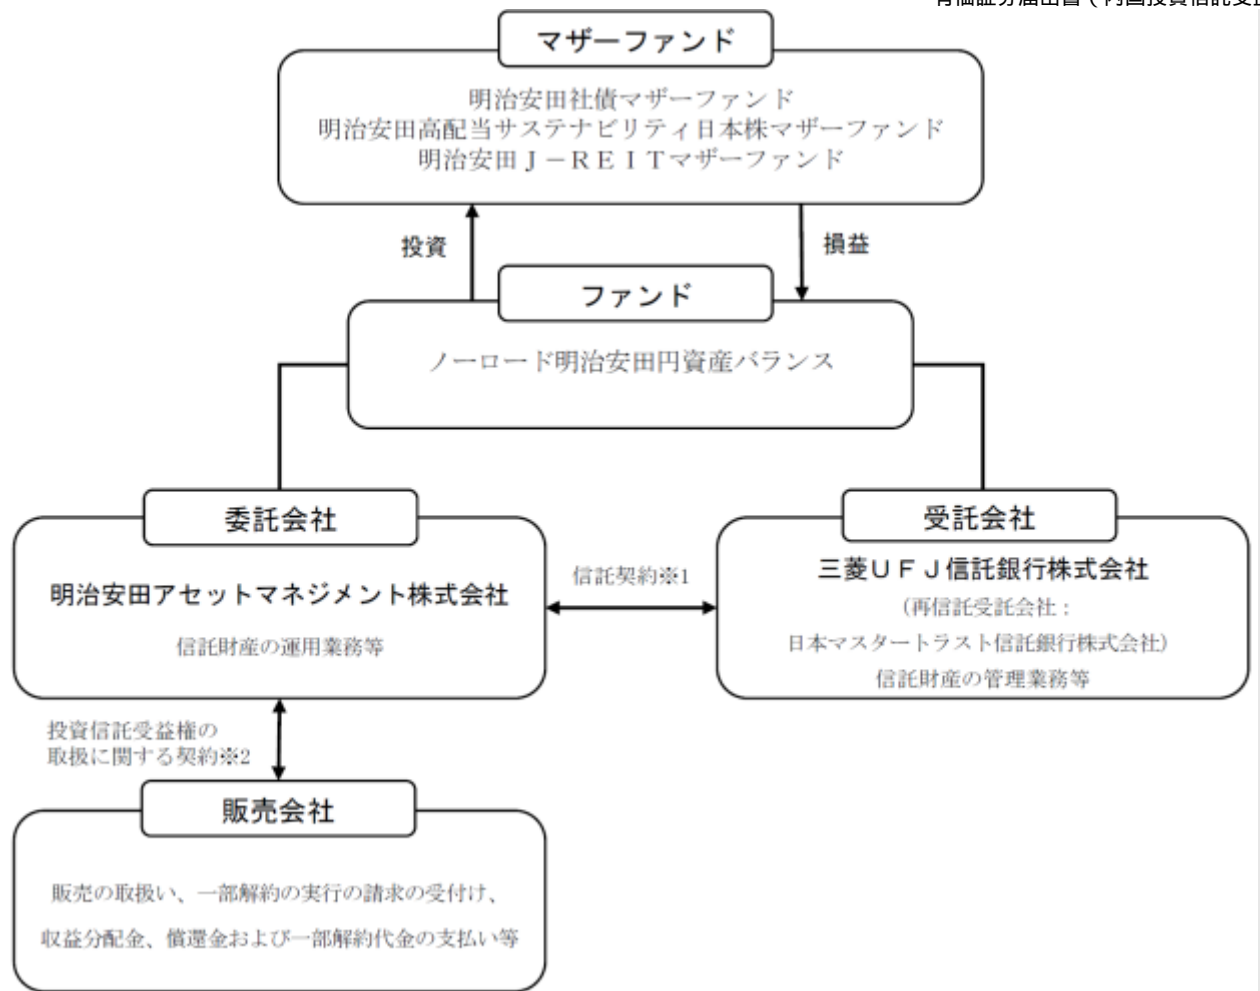 有価証券届出書（内国投資信託受益
マザーファンド
明治安田社債マザーファンド
明治安田高配当サステナビリティ日本株マザーファンド
明治安田Ｊ－ＲＥＩＴマザーファンド
投資
損益
ファンド
ノーロード明治安田円資産バランス
委託会社
明治安田アセットマネジメント株式会社
信託財産の運用業務等
信託契約※1
受託会社
三菱ＵＦＪ信託銀行株式会社
（再信託受託会社：
日本マスタートラスト信託銀行株式会社）
信託財産の管理業務等
投資信託受益権の
取扱に関する契約※2
販売会社
販売の取扱い、一部解約の実行の請求の受付け、
収益分配金、償還金および一部解約代金の支払い等